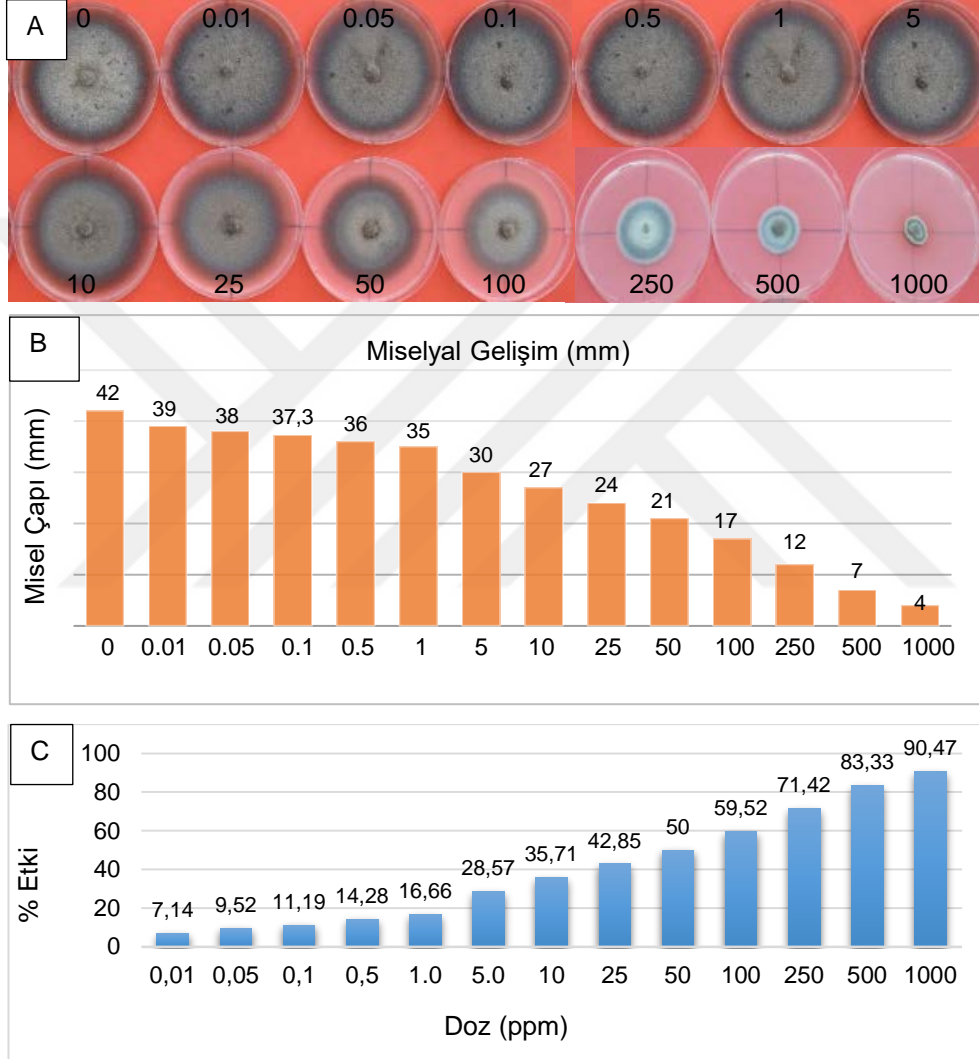 A
0 0.01 0.05 0.1 0.5 1 5
10 25 50 100 250 500 1000
B
Miselyal Gelişim (mm)
Misel Çapı (mm)
42 39 38 37,3 36 35 30 27 24 21 17 12 7 4
0 0.01 0.05 0.1 0.5 1 5 10 25 50 100 250 500 1000
C
% Etki
100
80
60
40
20
0
7,14 9,52 11,19 14,28 16,66 28,57 35,71 42,85 50 59,52 71,42 83,33 90,47
0,01 0,05 0,1 0,5 1.0 5.0 10 25 50 100 250 500 1000
Doz (ppm)